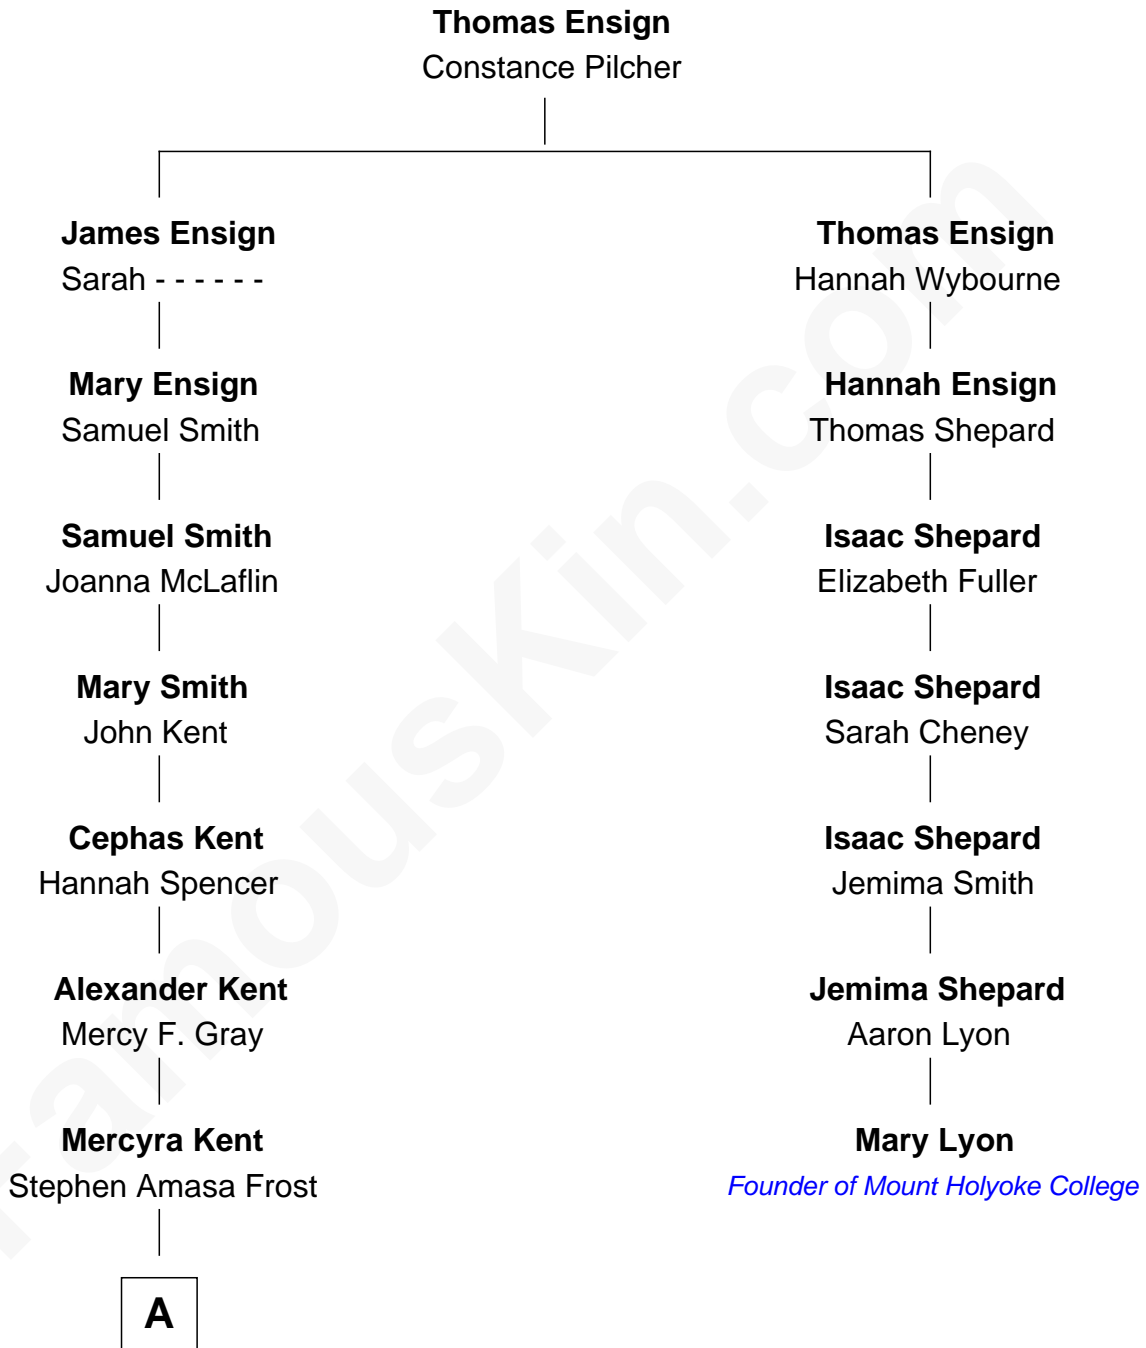 Thomas Ensign
Constance Pilcher
James Ensign
Sarah - - - - - -
Thomas Ensign
Hannah Wybourne
Mary Ensign
Samuel Smith
Hannah Ensign
Thomas Shepard
Samuel Smith
Joanna McLaflin
Isaac Shepard
Elizabeth Fuller
Mary Smith
John Kent
Isaac Shepard
Sarah Cheney
Cephas Kent
Hannah Spencer
Isaac Shepard
Jemima Smith
Alexander Kent
Mercy F. Gray
Jemima Shepard
Aaron Lyon
Mercyra Kent
Stephen Amasa Frost
Mary Lyon
Founder of Mount Holyoke College
A
famouskin.com